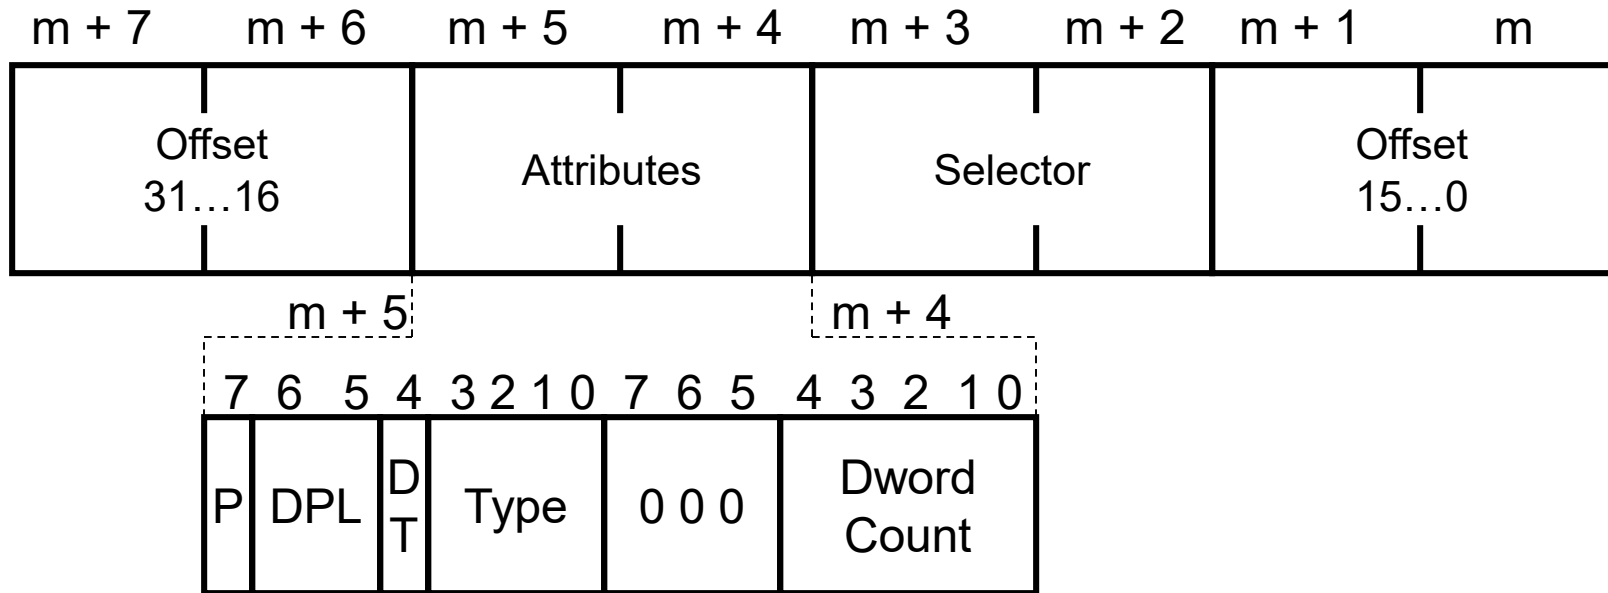 m + 7 m + 6 m + 5 m + 4 m + 3 m + 2 m + 1 m
Offset
31…16
Attributes
Selector
Offset
15…0
m + 5 m + 4
7 6 5 4 3 2 1 0 7 6 5 4 3 2 1 0
P DPL D
T Type 0 0 0 Dword
Count